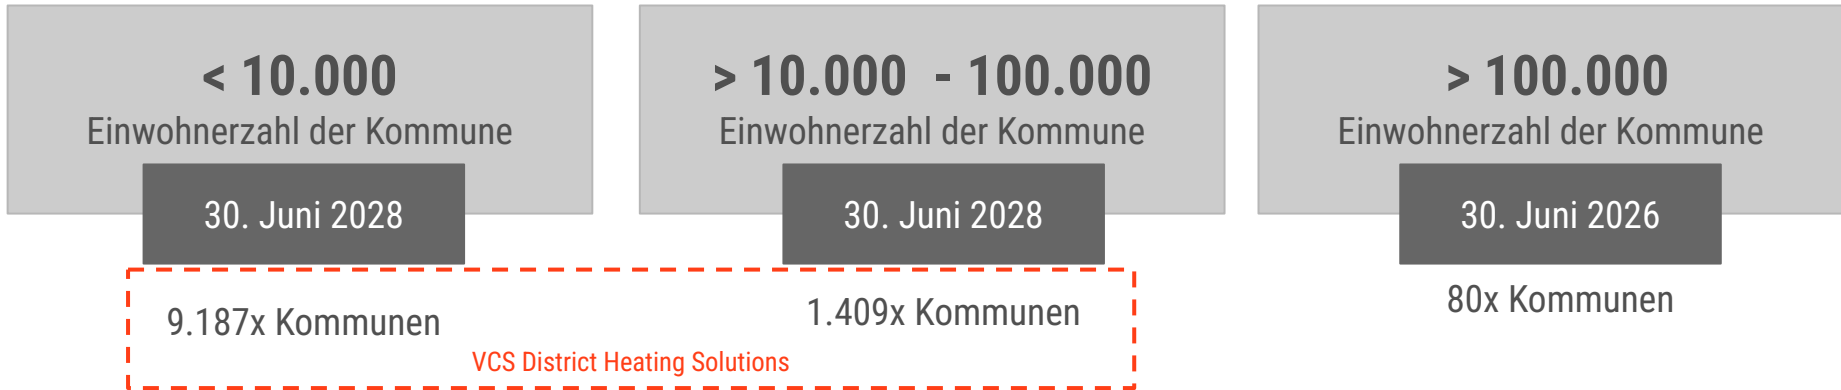 < 10.000
Einwohnerzahl der Kommune
30. Juni 2028
9.187x Kommunen
> 10.000 - 100.000
Einwohnerzahl der Kommune
30. Juni 2028
1.409x Kommunen
VCS District Heating Solutions
> 100.000
Einwohnerzahl der Kommune
30. Juni 2026
80x Kommunen